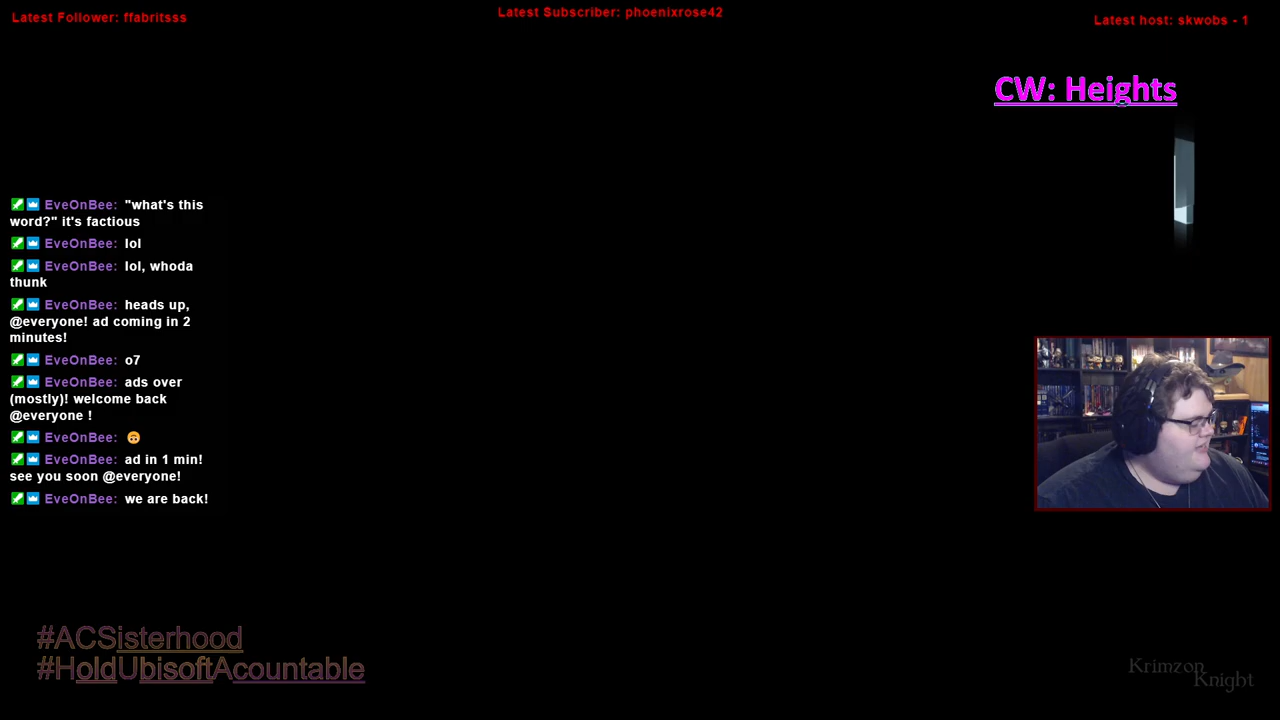 Latest Follower: ffabritsss
Latest Subscriber: phoenixrose42
Latest host: skwobs - 1
CW: Heights
EveOnBee: "what's this
word?" it's factious
EveOnBee: lol
EveOnBee: lol, whoda
thunk
EveOnBee: heads up,
@everyone! ad coming in 2
minutes!
EveOnBee: o7
EveOnBee: ads over
(mostly)! welcome back
@everyone !
EveOnBee: 🙃
EveOnBee: ad in 1 min!
see you soon @everyone!
EveOnBee: we are back!
#ACSisterhood
#HoldUbisoftAcountable
Krimzon
Knight